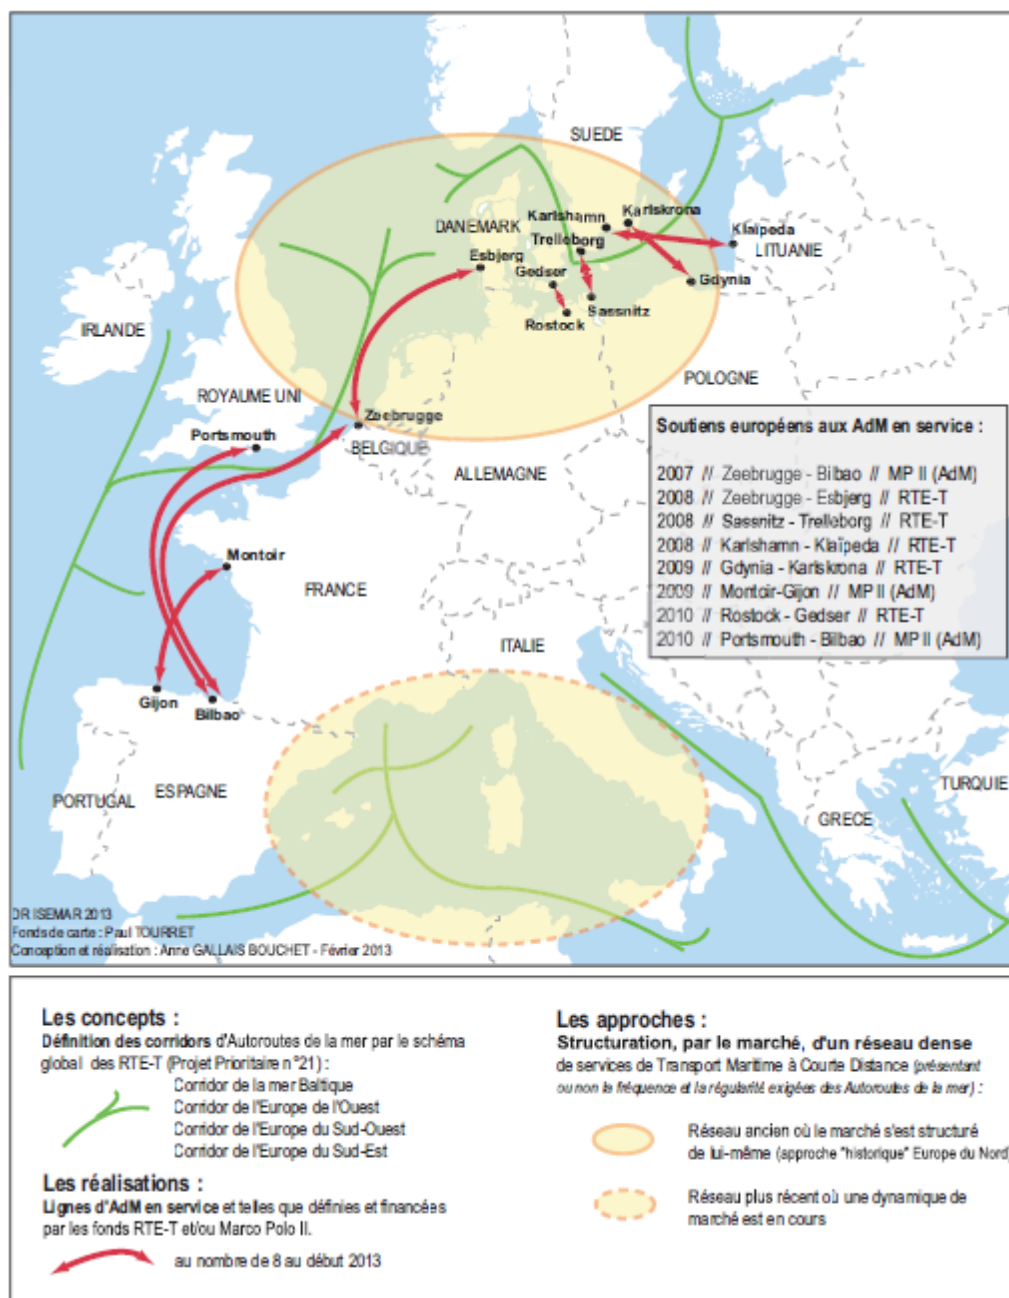 SUEDE
Karlshamn
Karlskrona
DANEMARK
Trelleborg
Klaïpeda
LITUANIE
Esbjerg
Gedser
Gdynia
Sassnitz
Rostock
IRLANDE
POLOGNE
ROYAUME UNI
Zeebrugge
Portsmouth
BELGIQUE
ALLEMAGNE
Soutiens européens aux AdM en service :
2007 // Zeebrugge - Bilbao // MP II (AdM)
2008 // Zeebrugge - Esbjerg // RTE-T
2008 // Sassnitz - Trelleborg // RTE-T
2008 // Karlshamn - Klaïpeda // RTE-T
2009 // Gdynia - Karlskrona // RTE-T
2009 // Montoir-Gijon // MP II (AdM)
2010 // Rostock - Gedser // RTE-T
2010 // Portsmouth - Bilbao // MP II (AdM)
Montoir
FRANCE
ITALIE
Gijon
Bilbao
PORTUGAL
ESPAGNE
TURQUIE
GRECE
DR ISEMAR 2013
Fonds de carte : Paul TOURRET
Conception et réalisation : Anne GALLAIS BOUCHET - Février 2013
Les concepts :
Définition des corridors d'Autoroutes de la mer par le schéma
global des RTE-T (Projet Prioritaire n°21) :
Corridor de la mer Baltique
Corridor de l'Europe de l'Ouest
Corridor de l'Europe du Sud-Ouest
Corridor de l'Europe du Sud-Est
Les réalisations :
Lignes d'AdM en service et telles que définies et financées
par les fonds RTE-T et/ou Marco Polo II.
au nombre de 8 au début 2013
Les approches :
Structuration, par le marché, d'un réseau dense
de services de Transport Maritime à Courte Distance (présentant
ou non la fréquence et la régularité exigées des Autoroutes de la mer) :
Réseau ancien où le marché s'est structuré
de lui-même (approche "historique" Europe du Nord)
Réseau plus récent où une dynamique de
marché est en cours